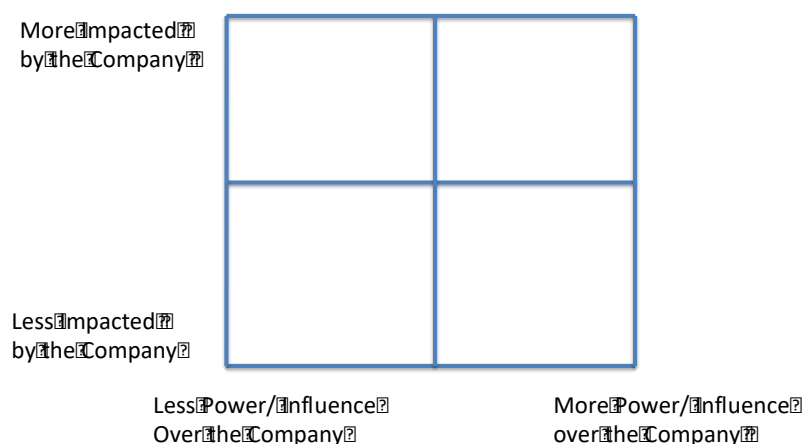 More Impacted
by the Company
Less Impacted
by the Company
Less Power/ Influence
Over the Company
More Power/ Influence
over the Company